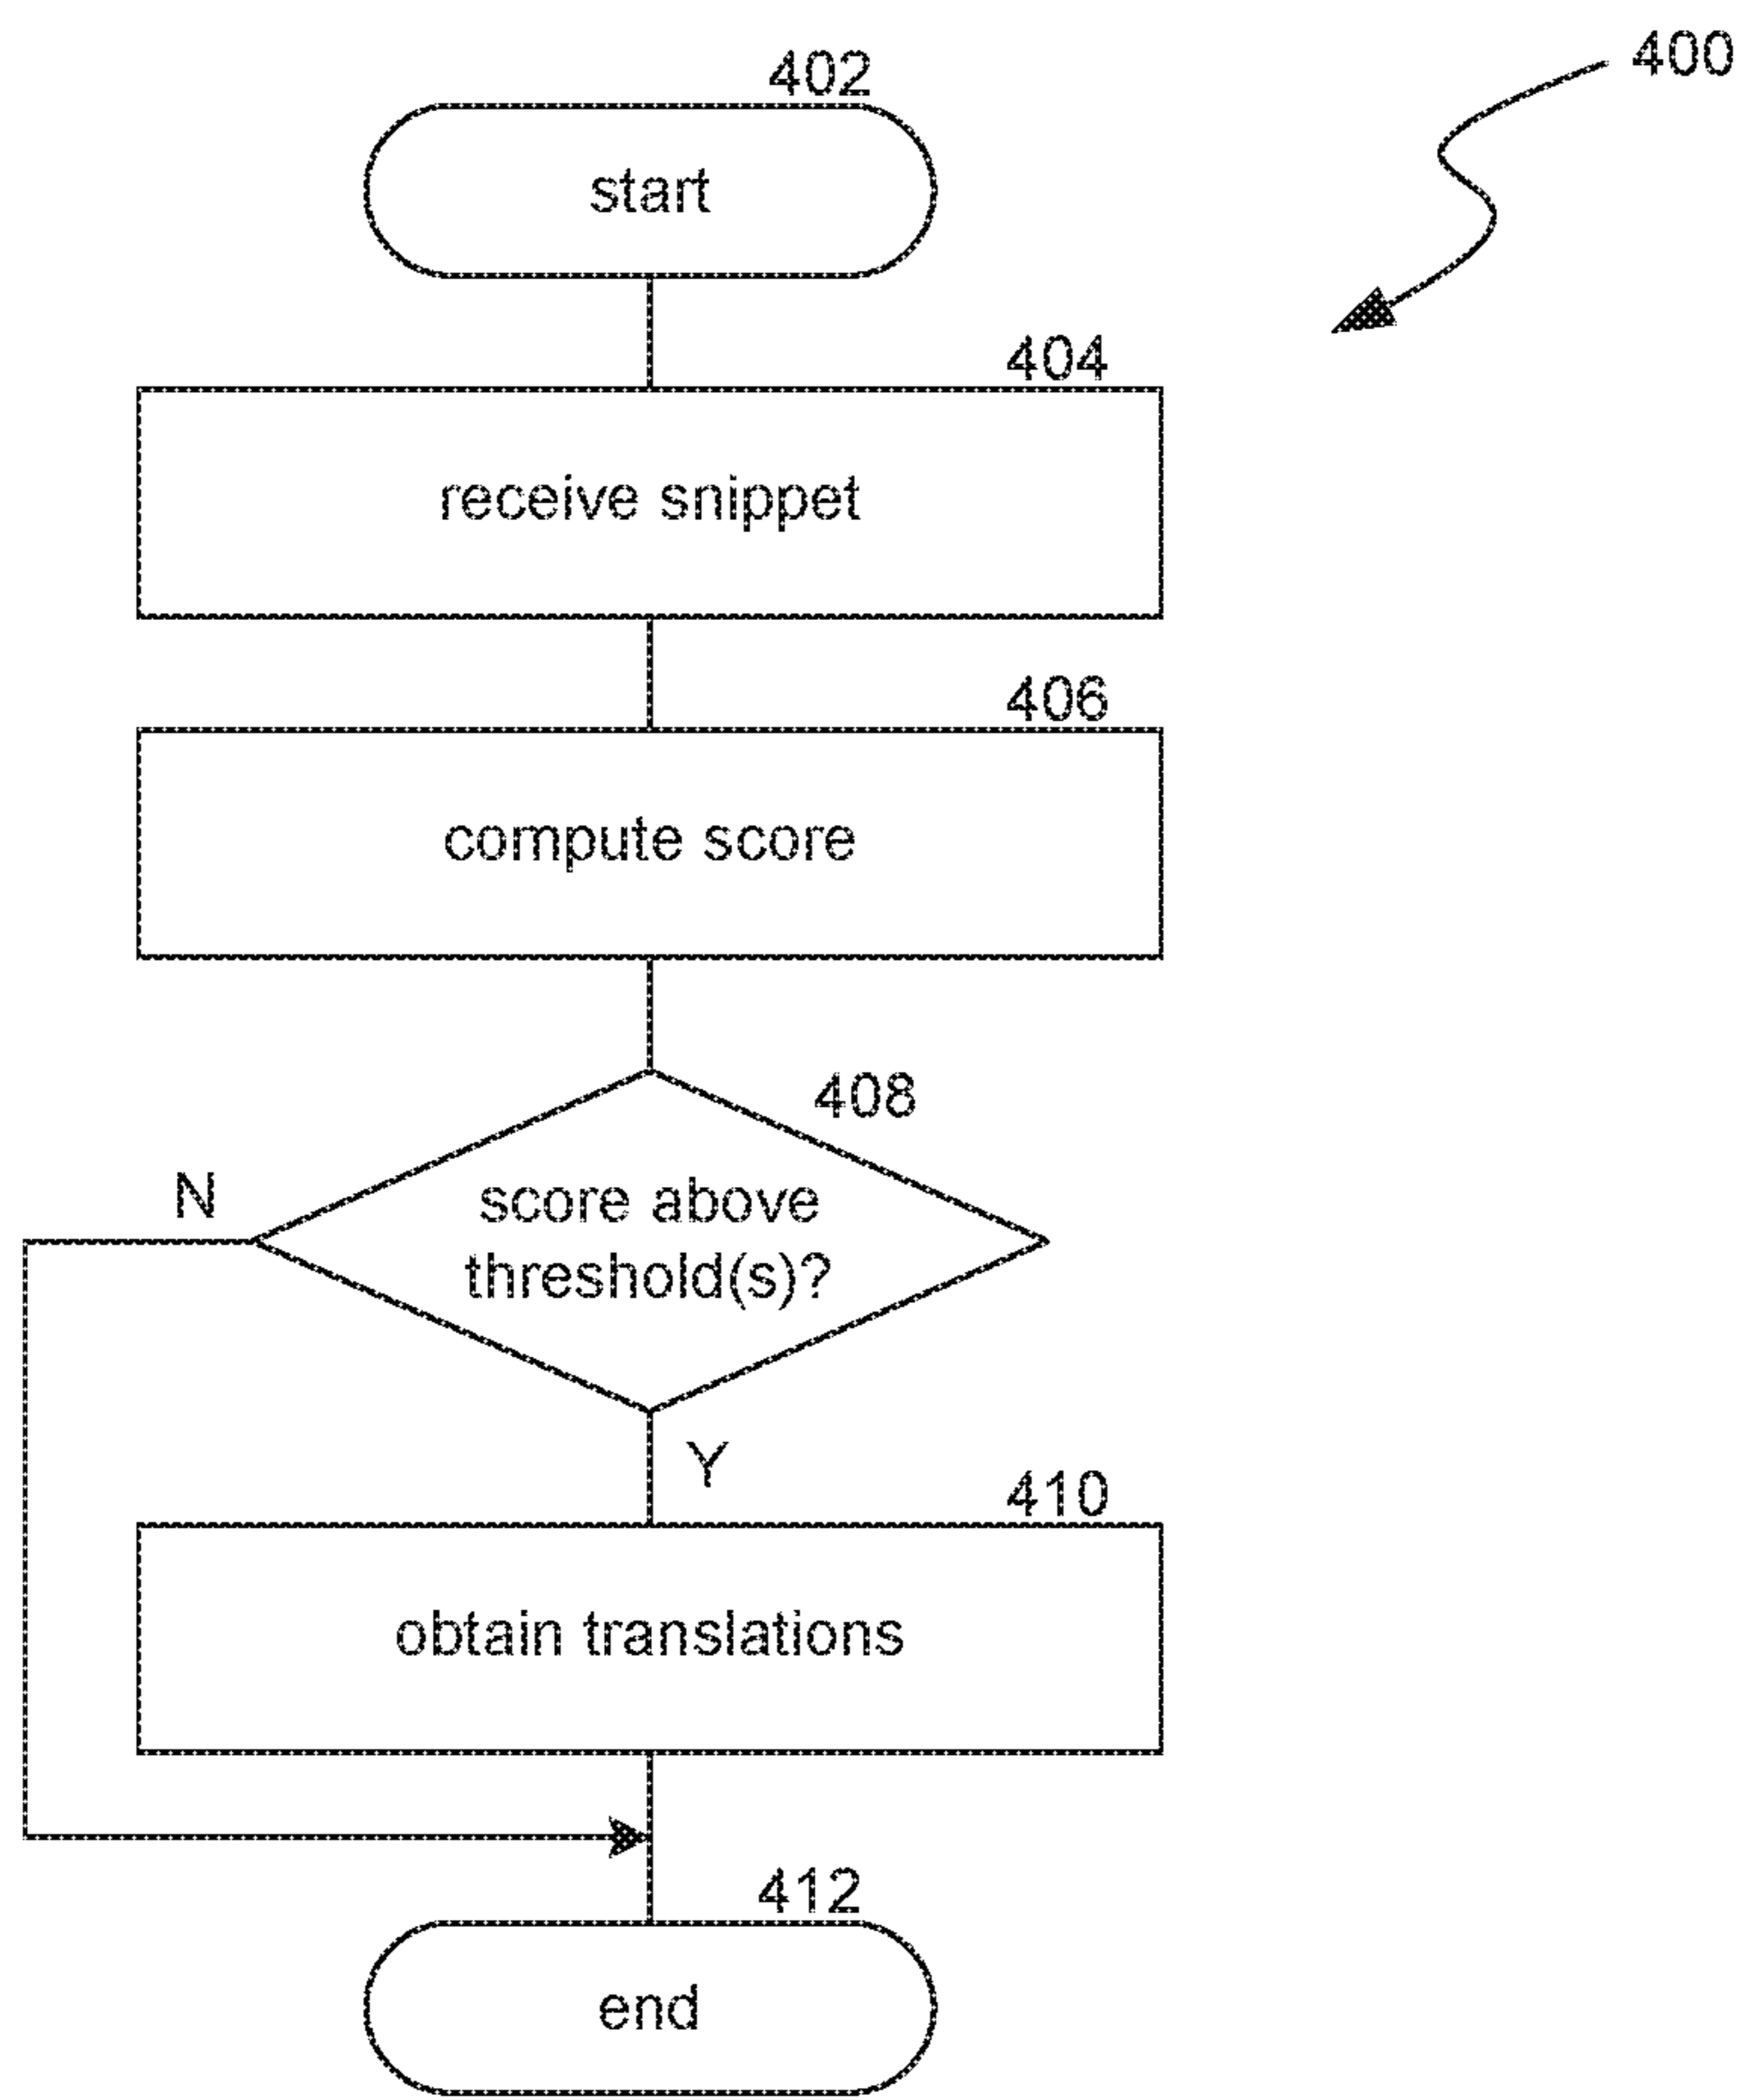 400
402
start
404
receive snippet
406
compute score
408
N
score above
threshold(s)?
Y
410
obtain translations
412
end